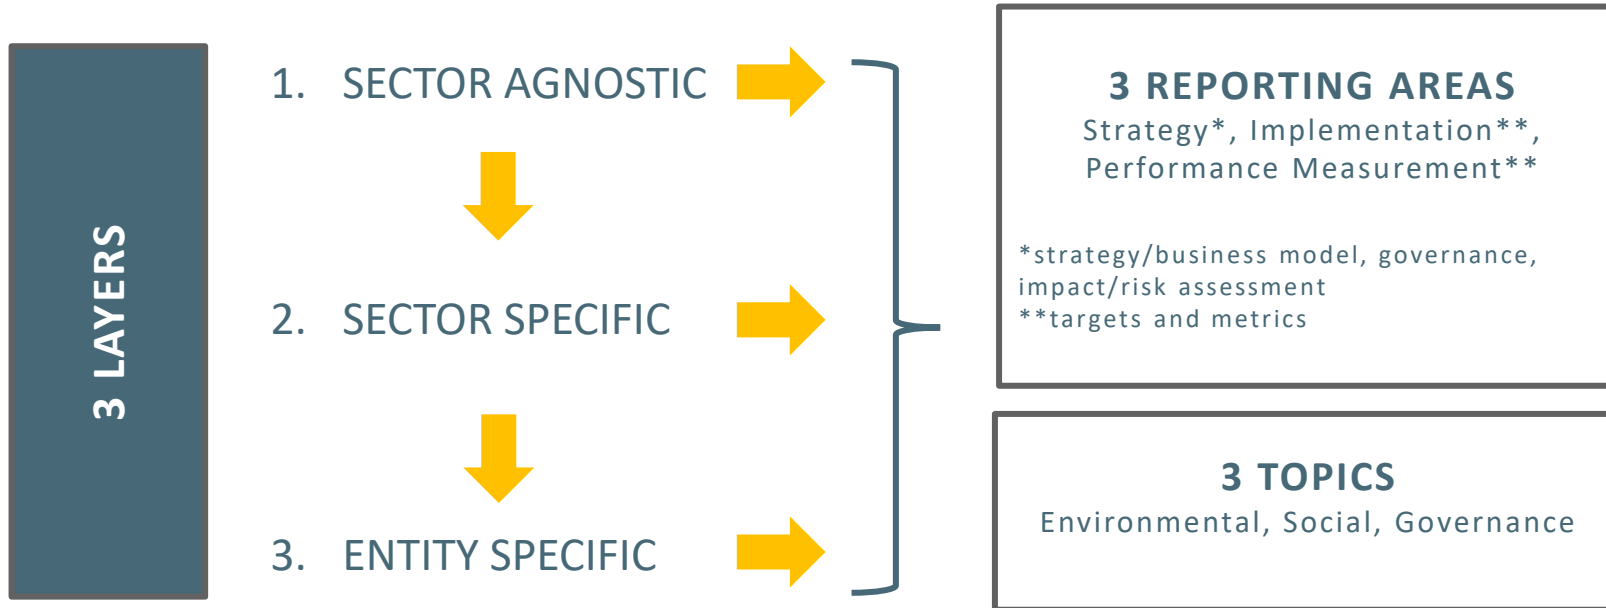 3 LAYERS
1. SECTOR AGNOSTIC
2. SECTOR SPECIFIC
3. ENTITY SPECIFIC
3 REPORTING AREAS
Strategy*, Implementation**,
Performance Measurement**
*strategy/business model, governance,
impact/risk assessment
**targets and metrics
3 TOPICS
Environmental, Social, Governance